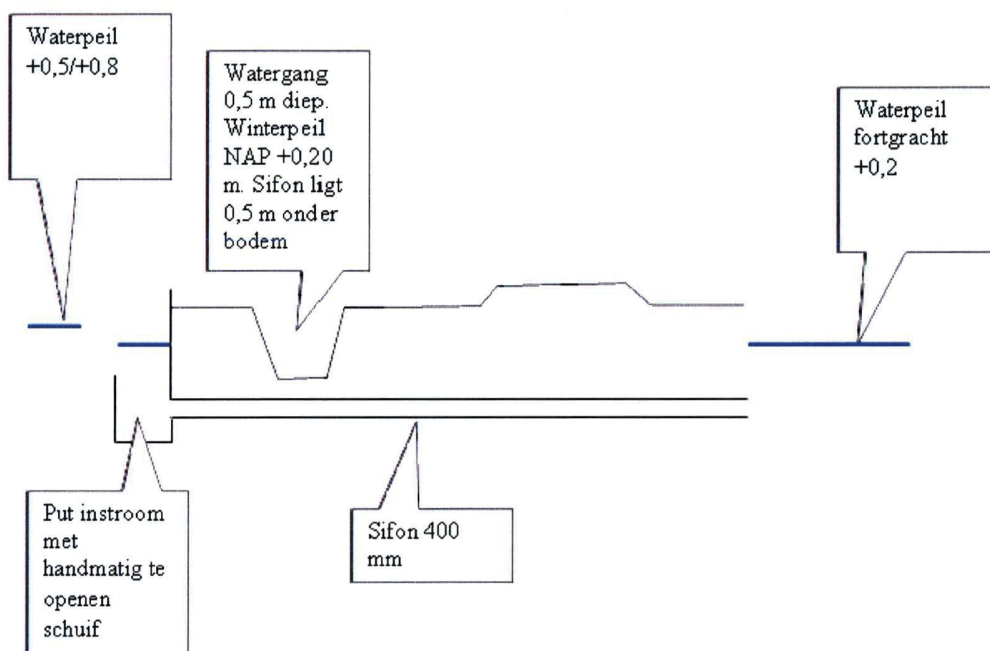 Waterpeil
+0,5/+0,8
Watergang
0,5 m diep.
Winterpeil
NAP +0,20
m. Sifon ligt
0,5 m onder
bodem
Waterpeil
fortgracht
+0,2
Put instroom
met
handmatig te
openen
schuif
Sifon 400
mm